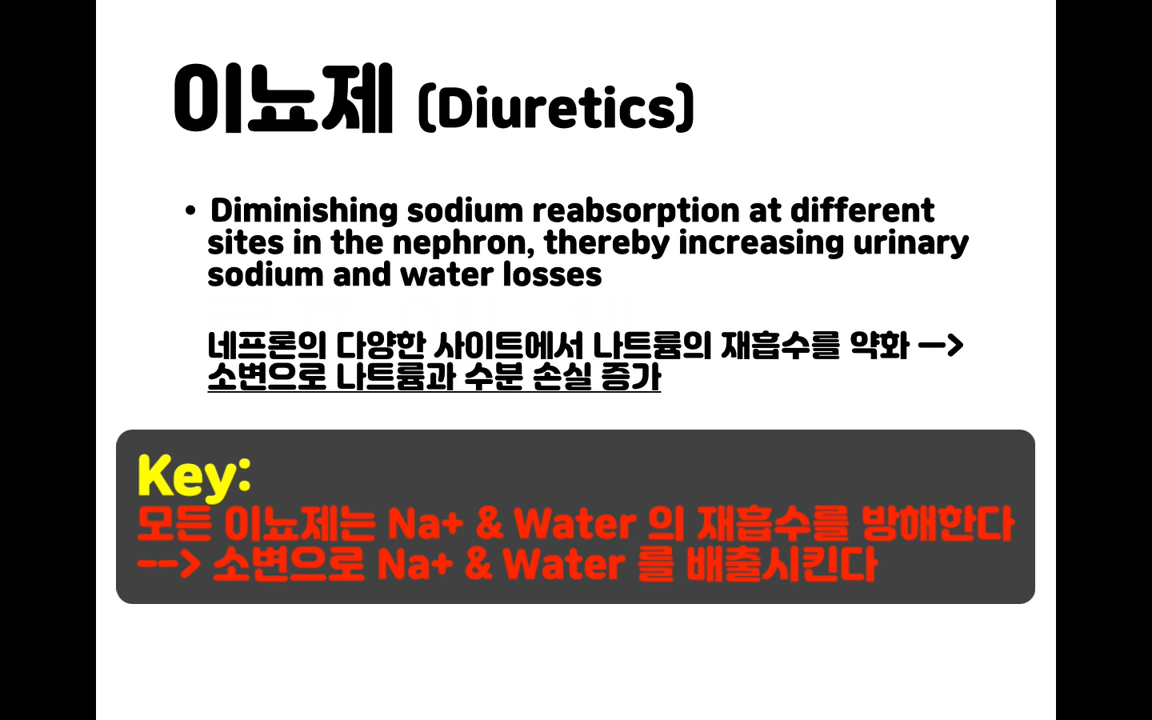 이뇨제 (Diuretics)
• Diminishing sodium reabsorption at different
sites in the nephron, thereby increasing urinary
sodium and water losses
네프론의 다양한 사이트에서 나트륨의 재흡수를 약화 —>
소변으로 나트륨과 수분 손실 증가
Key:
모든 이뇨제는 Na+ & Water 의 재흡수를 방해한다
--> 소변으로 Na+ & Water 를 배출시킨다